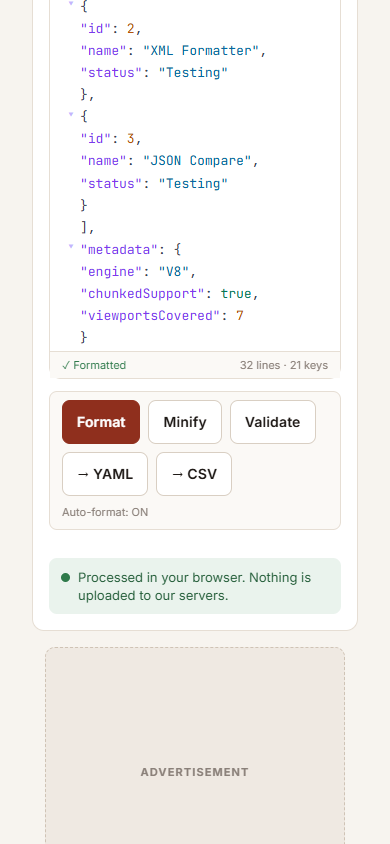 {
"id": 2,
"name": "XML Formatter",
"status": "Testing"
},
{
"id": 3,
"name": "JSON Compare",
"status": "Testing"
}
],
"metadata": {
"engine": "V8",
"chunkedSupport": true,
"viewportsCovered": 7
}
✓ Formatted 32 lines · 21 keys
Format Minify Validate
→ YAML → CSV
Auto-format: ON
Processed in your browser. Nothing is
uploaded to our servers.
ADVERTISEMENT